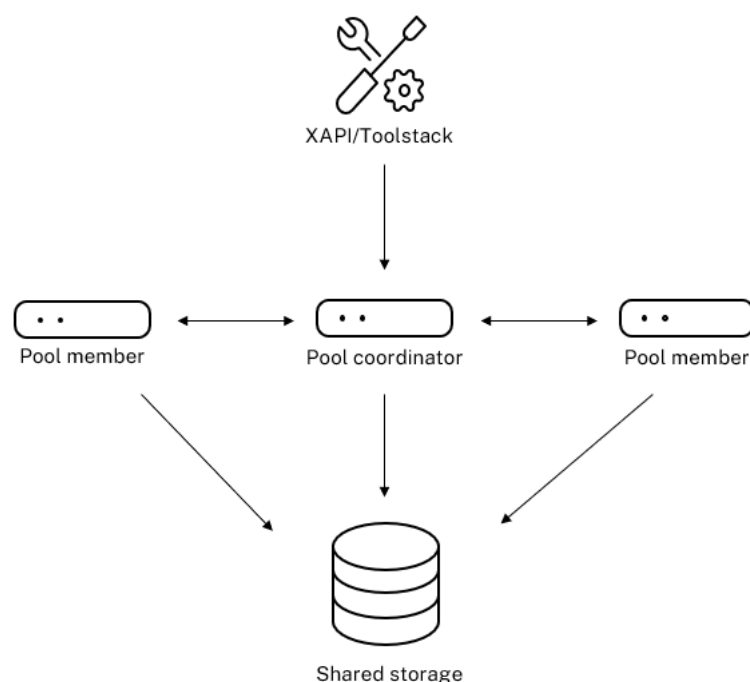 XAPI/Toolstack
Pool member
Pool coordinator
Pool member
Shared storage